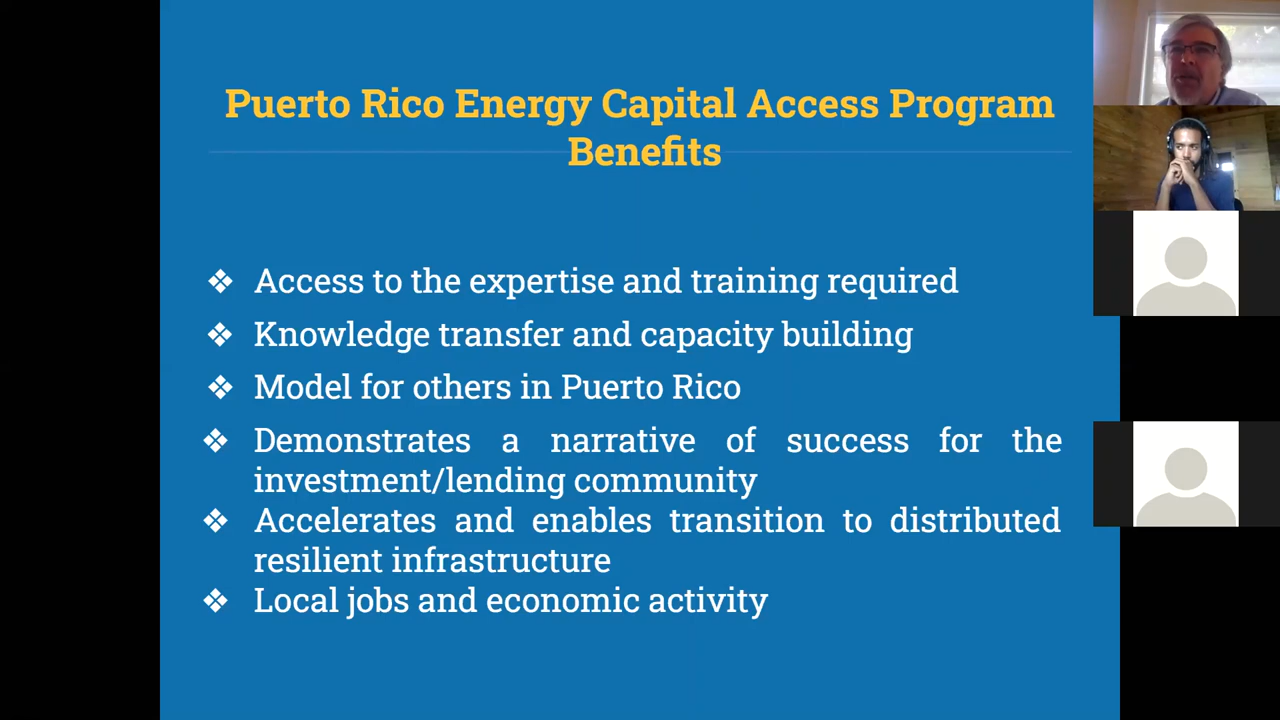 Puerto Rico Energy Capital Access Program
Benefits
❖ Access to the expertise and training required
❖ Knowledge transfer and capacity building
❖ Model for others in Puerto Rico
❖ Demonstrates a narrative of success for the
investment/lending community
❖ Accelerates and enables transition to distributed
resilient infrastructure
❖ Local jobs and economic activity